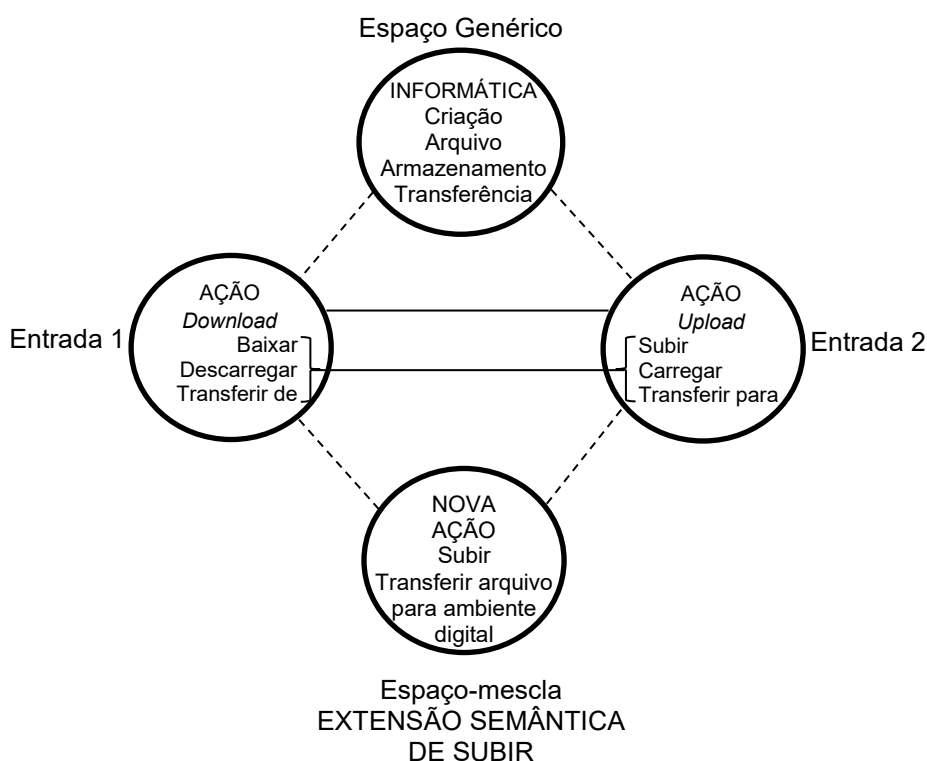 Espaço Genérico
INFORMÁTICA
Criação
Arquivo
Armazenamento
Transferência
Entrada 1
AÇÃO
Download
Baixar
Descarregar
Transferir de
AÇÃO
Upload
Subir
Carregar
Transferir para
Entrada 2
NOVA
AÇÃO
Subir
Transferir arquivo
para ambiente
digital
Espaço-mescla
EXTENSÃO SEMÂNTICA
DE SUBIR